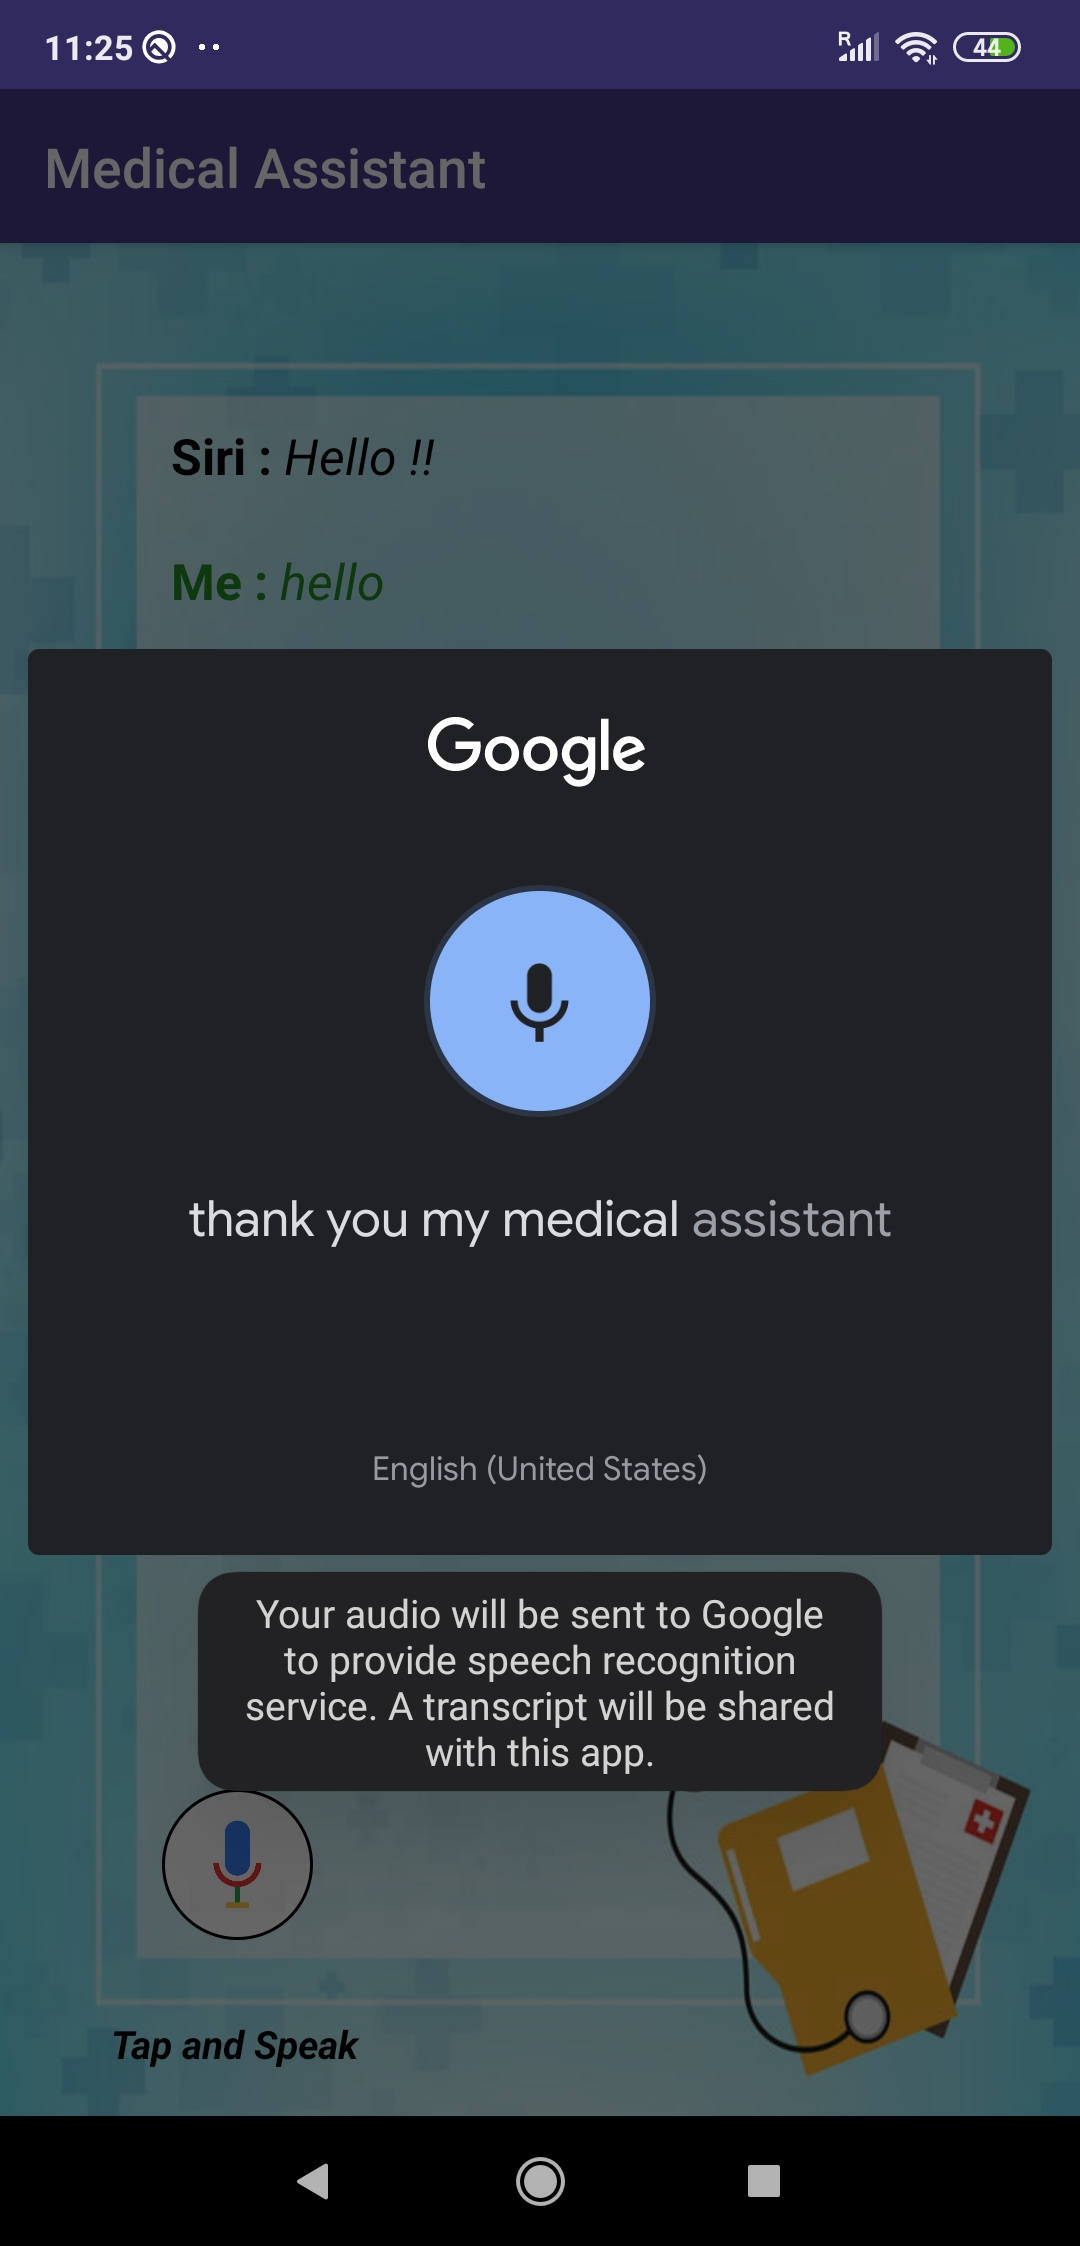 11:25
R
44
Medical Assistant
Siri : Hello !!
Me : hello
Google
thank you my medical assistant
English (United States)
Your audio will be sent to Google
to provide speech recognition
service. A transcript will be shared
with this app.
Tap and Speak